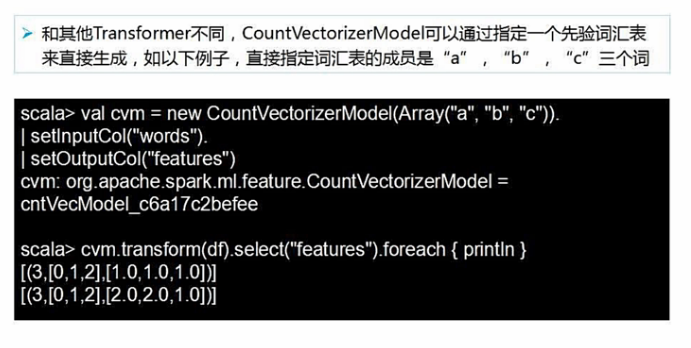 和其他Transformer不同，CountVectorizerModel可以通过指定一个先验词汇表
来直接生成，如以下例子，直接指定词汇表的成员是“a”，“b”，“c”三个词
scala> val cvm = new CountVectorizerModel(Array("a", "b", "c")).
| setInputCol("words").
| setOutputCol("features")
cvm: org.apache.spark.ml.feature.CountVectorizerModel =
cntVecModel_c6a17c2befee
scala> cvm.transform(df).select("features").foreach { println }
[(3,[0,1,2],[1.0,1.0,1.0])]
[(3,[0,1,2],[2.0,2.0,1.0])]